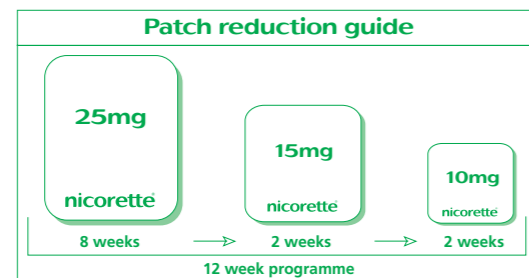 Patch reduction guide
25mg
nicorette®
15mg
nicorette®
10mg
nicorette®
8 weeks
2 weeks
2 weeks
12 week programme